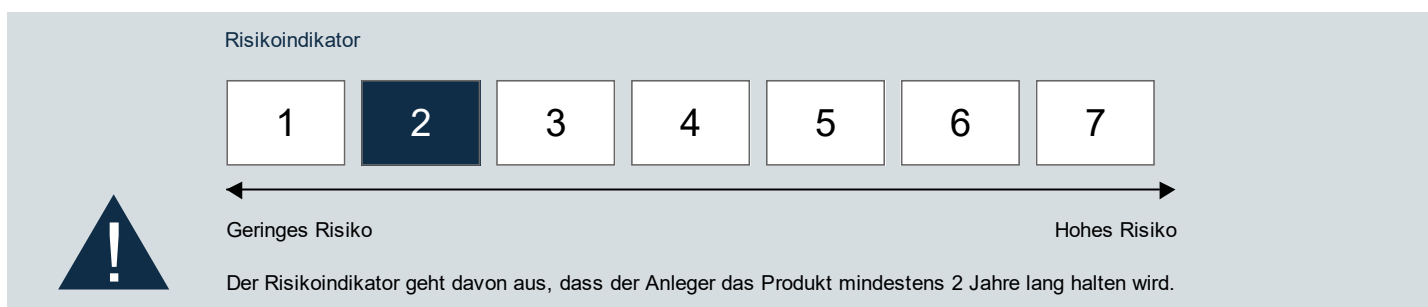 Risikoindikator
1 2 3 4 5 6 7
Geringes Risiko Hohes Risiko
!
Der Risikoindikator geht davon aus, dass der Anleger das Produkt mindestens 2 Jahre lang halten wird.